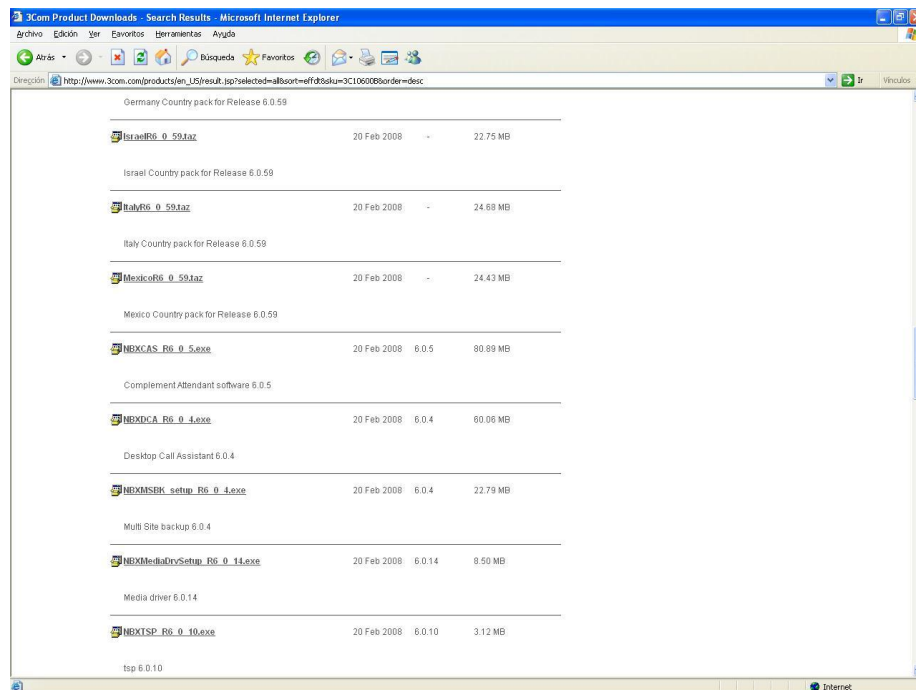 3Com Product Downloads - Search Results - Microsoft Internet Explorer
Archivo Edición Ver Favoritos Herramientas Ayuda
Atrás Búsqueda Favoritos
Dirección http://www.3com.com/products/en_US/result.jsp?selected=all&sort=effdt&sku=3C10600B&order=desc Ir Vínculos
Germany Country pack for Release 6.0.59
IsraelR6_0_59.taz 20 Feb 2008 - 22.75 MB
Israel Country pack for Release 6.0.59
ItalyR6_0_59.taz 20 Feb 2008 - 24.68 MB
Italy Country pack for Release 6.0.59
MexicoR6_0_59.taz 20 Feb 2008 - 24.43 MB
Mexico Country pack for Release 6.0.59
NBXCAS_R6_0_5.exe 20 Feb 2008 6.0.5 80.89 MB
Complement Attendant software 6.0.5
NBXDCA_R6_0_4.exe 20 Feb 2008 6.0.4 60.06 MB
Desktop Call Assistant 6.0.4
NBXMSBK_setup_R6_0_4.exe 20 Feb 2008 6.0.4 22.79 MB
Multi Site backup 6.0.4
NBXMediaDrvSetup_R6_0_14.exe 20 Feb 2008 6.0.14 8.50 MB
Media driver 6.0.14
NBXTSP_R6_0_10.exe 20 Feb 2008 6.0.10 3.12 MB
tsp 6.0.10
Internet